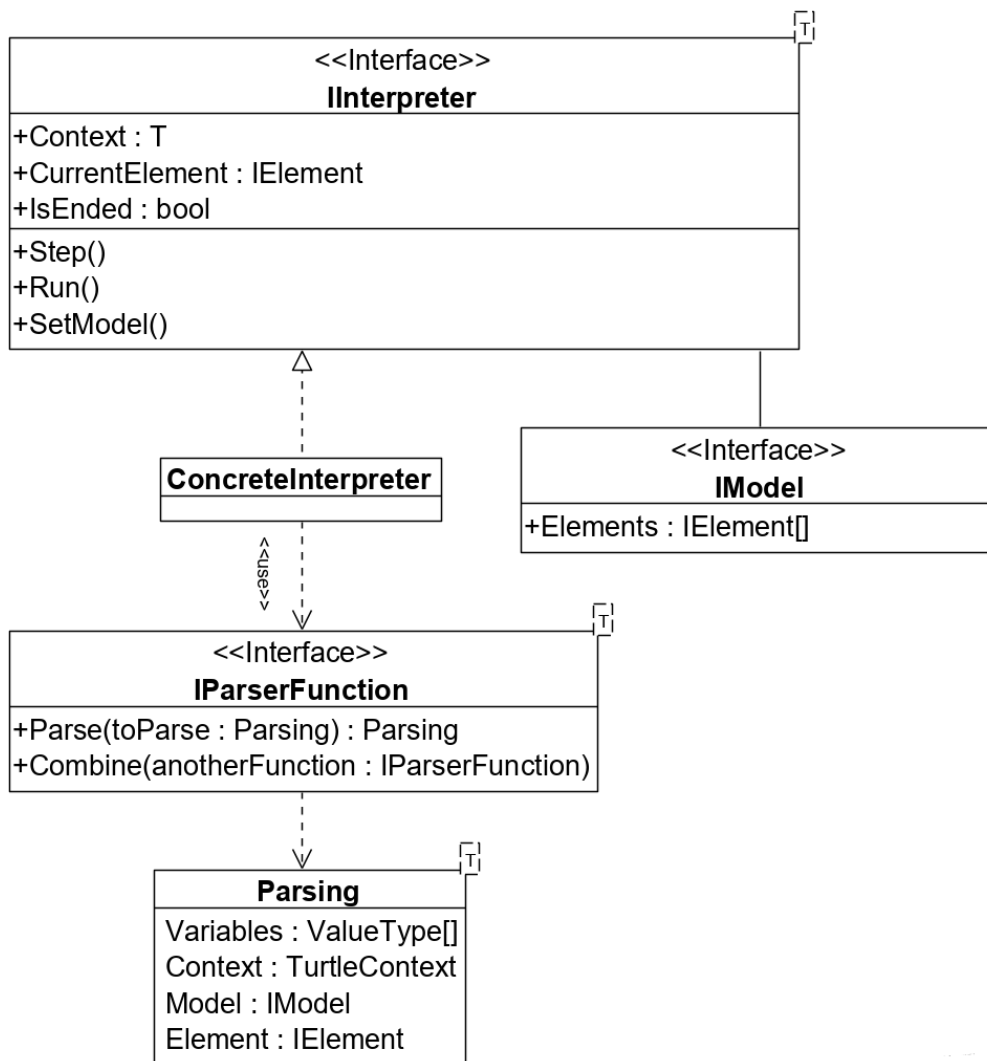 T
<<Interface>>
IInterpreter
+Context : T
+CurrentElement : IElement
+IsEnded : bool
+Step()
+Run()
+SetModel()
<<Interface>>
IModel
+Elements : IElement[]
ConcreteInterpreter
<<use>>
T
<<Interface>>
IParserFunction
+Parse(toParse : Parsing) : Parsing
+Combine(anotherFunction : IParserFunction)
T
Parsing
Variables : ValueType[]
Context : TurtleContext
Model : IModel
Element : IElement